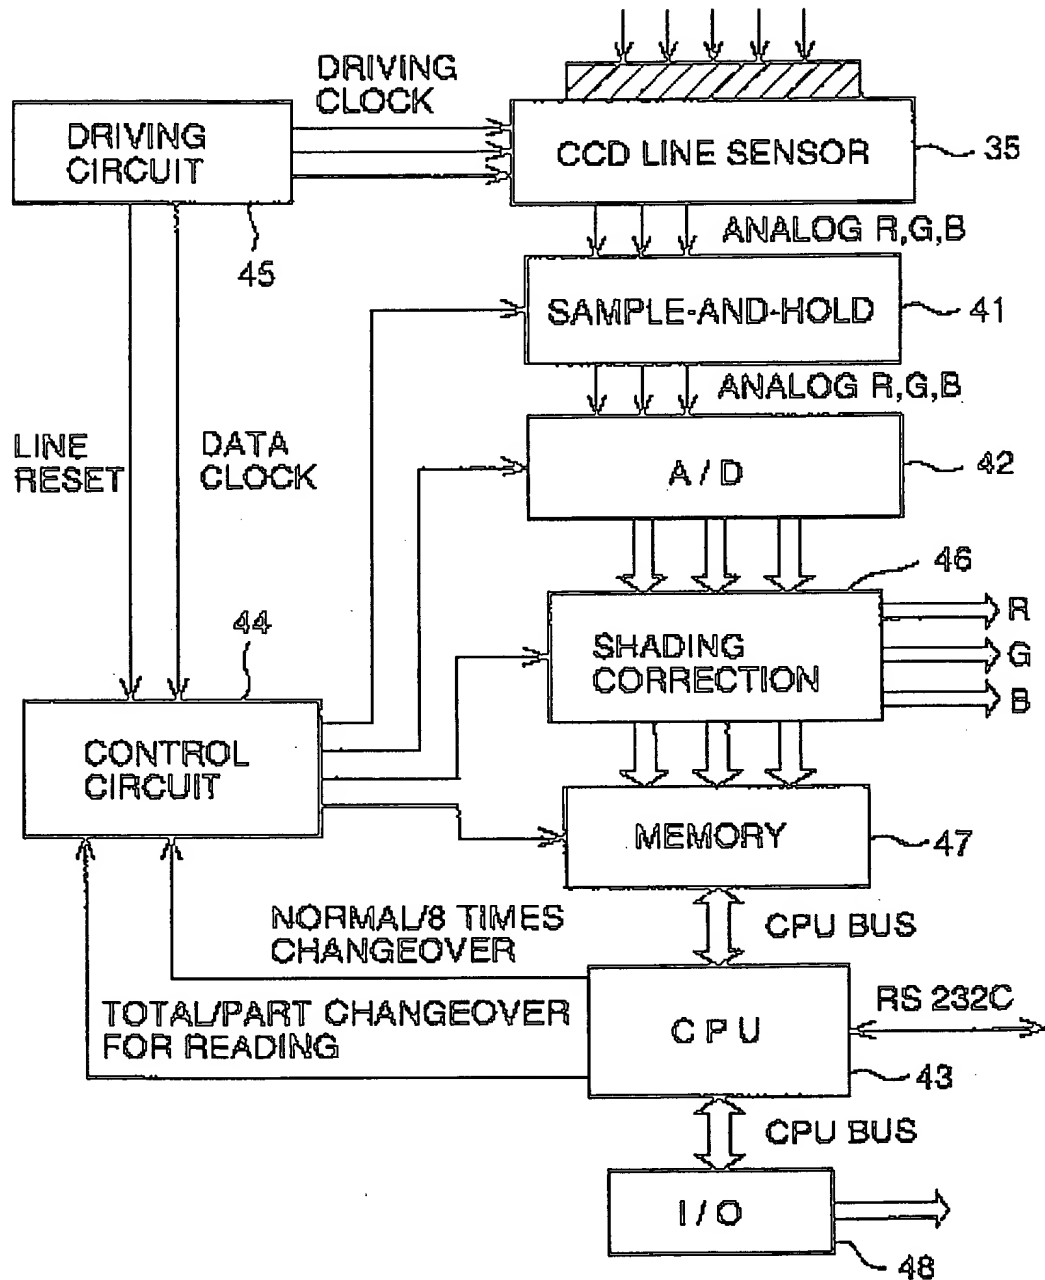 DRIVING
CLOCK
DRIVING
CIRCUIT
CCD LINE SENSOR
35
45
ANALOG R,G,B
SAMPLE-AND-HOLD
41
ANALOG R,G,B
LINE
RESET
DATA
CLOCK
A / D
42
46
44
SHADING
CORRECTION
R
G
B
CONTROL
CIRCUIT
MEMORY
47
NORMAL/8 TIMES
CHANGEOVER
CPU BUS
TOTAL/PART CHANGEOVER
FOR READING
C P U
RS 232C
43
CPU BUS
I / O
48